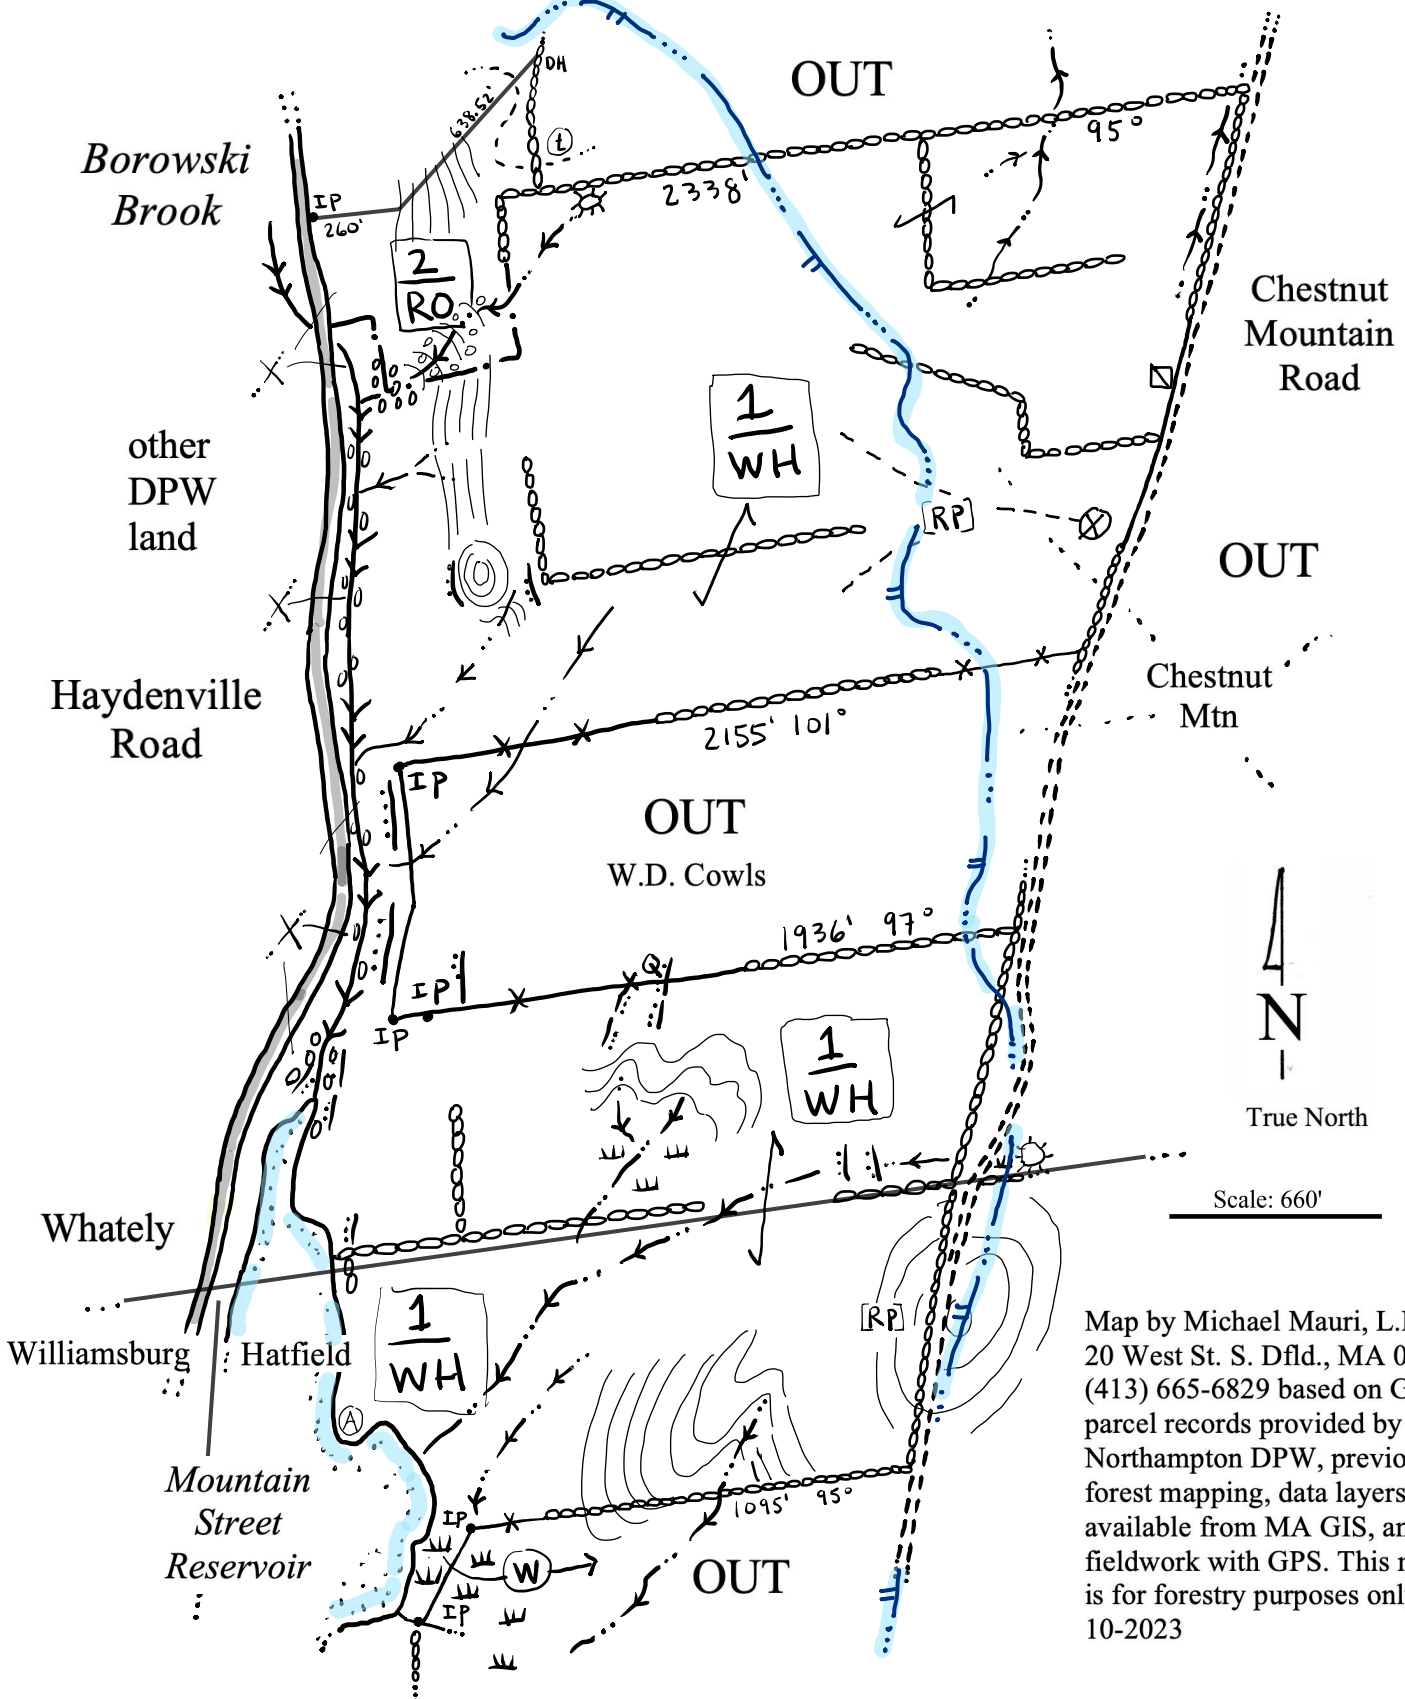 DH
OUT
638.52'
95°
t
Borowski
Brook
IP
260'
2338'
2
RO
Chestnut
Mountain
Road
1
WH
other
DPW
land
[RP]
X
OUT
Haydenville
Road
Chestnut
Mtn
2155' 101°
IP
OUT
W.D. Cowls
1936' 97°
Q
IP
IP
N
True North
1
WH
Scale: 660'
Whately
Williamsburg
Hatfield
1
WH
[RP]
A
Mountain
Street
Reservoir
1095' 95°
IP
W
OUT
IP
Map by Michael Mauri, L.
20 West St. S. Dfld., MA 0
(413) 665-6829 based on G
parcel records provided by
Northampton DPW, previo
forest mapping, data layers
available from MA GIS, an
fieldwork with GPS. This
is for forestry purposes onl
10-2023